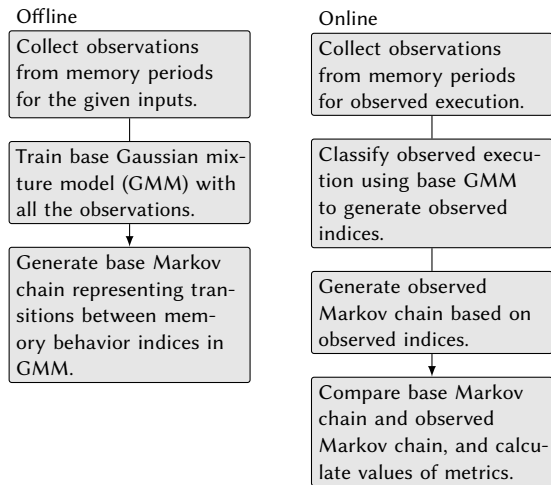 Offline
Collect observations
from memory periods
for the given inputs.
Train base Gaussian mix-
ture model (GMM) with
all the observations.
Generate base Markov
chain representing tran-
sitions between mem-
ory behavior indices in
GMM.
Online
Collect observations
from memory periods
for observed execution.
Classify observed execu-
tion using base GMM
to generate observed
indices.
Generate observed
Markov chain based on
observed indices.
Compare base Markov
chain and observed
Markov chain, and calcu-
late values of metrics.